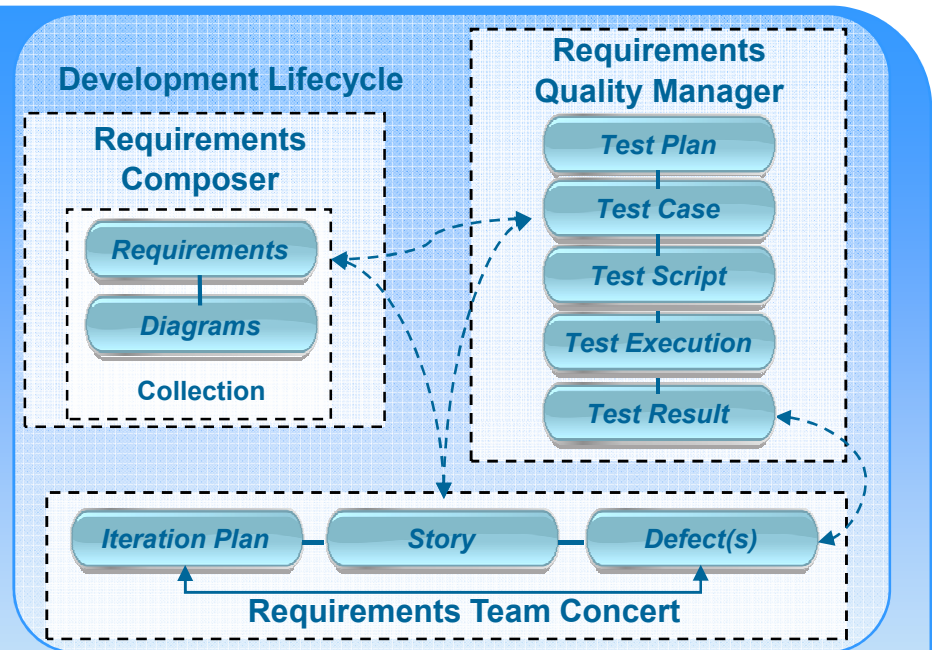 Development Lifecycle
Requirements
Composer
Requirements
Diagrams
Collection
Requirements
Quality Manager
Test Plan
Test Case
Test Script
Test Execution
Test Result
Iteration Plan
Story
Defect(s)
Requirements Team Concert